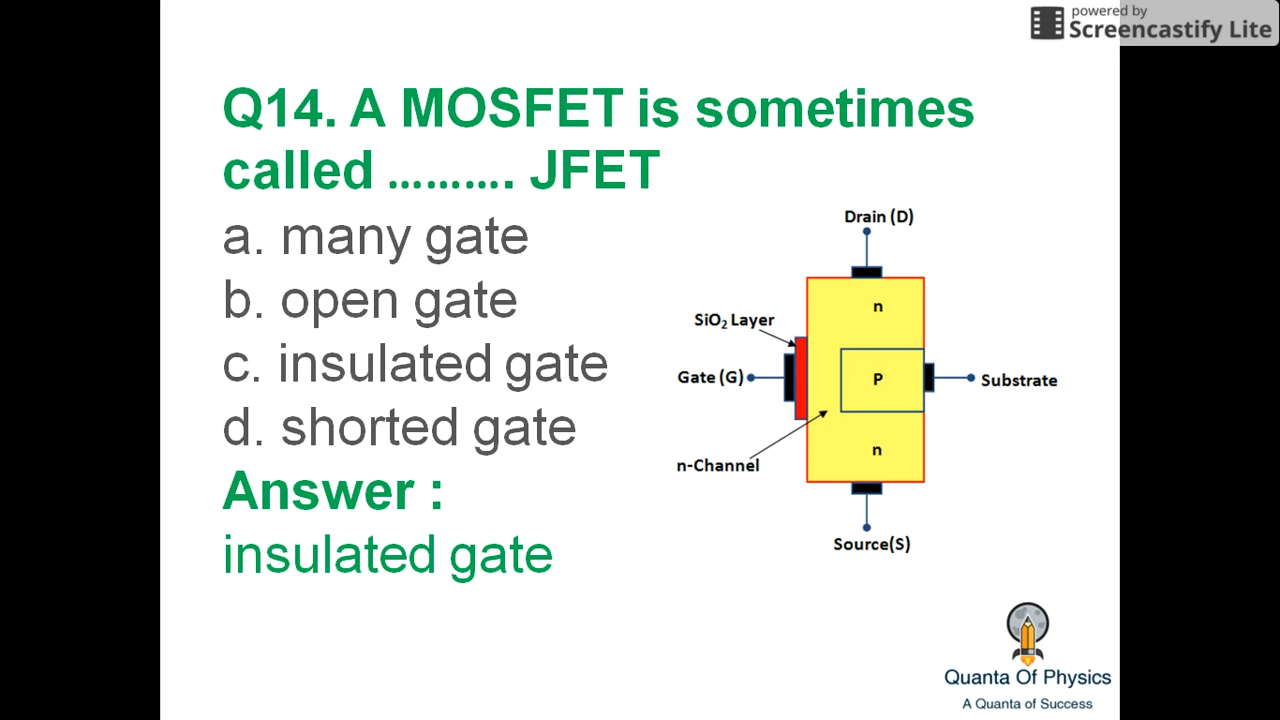 powered by
Screencastify Lite
Q14. A MOSFET is sometimes
called ………. JFET
a. many gate
b. open gate
c. insulated gate
d. shorted gate
Answer :
insulated gate
Drain (D)
n
SiO₂ Layer
Gate (G)
P
Substrate
n-Channel
n
Source(S)
Quanta Of Physics
A Quanta of Success